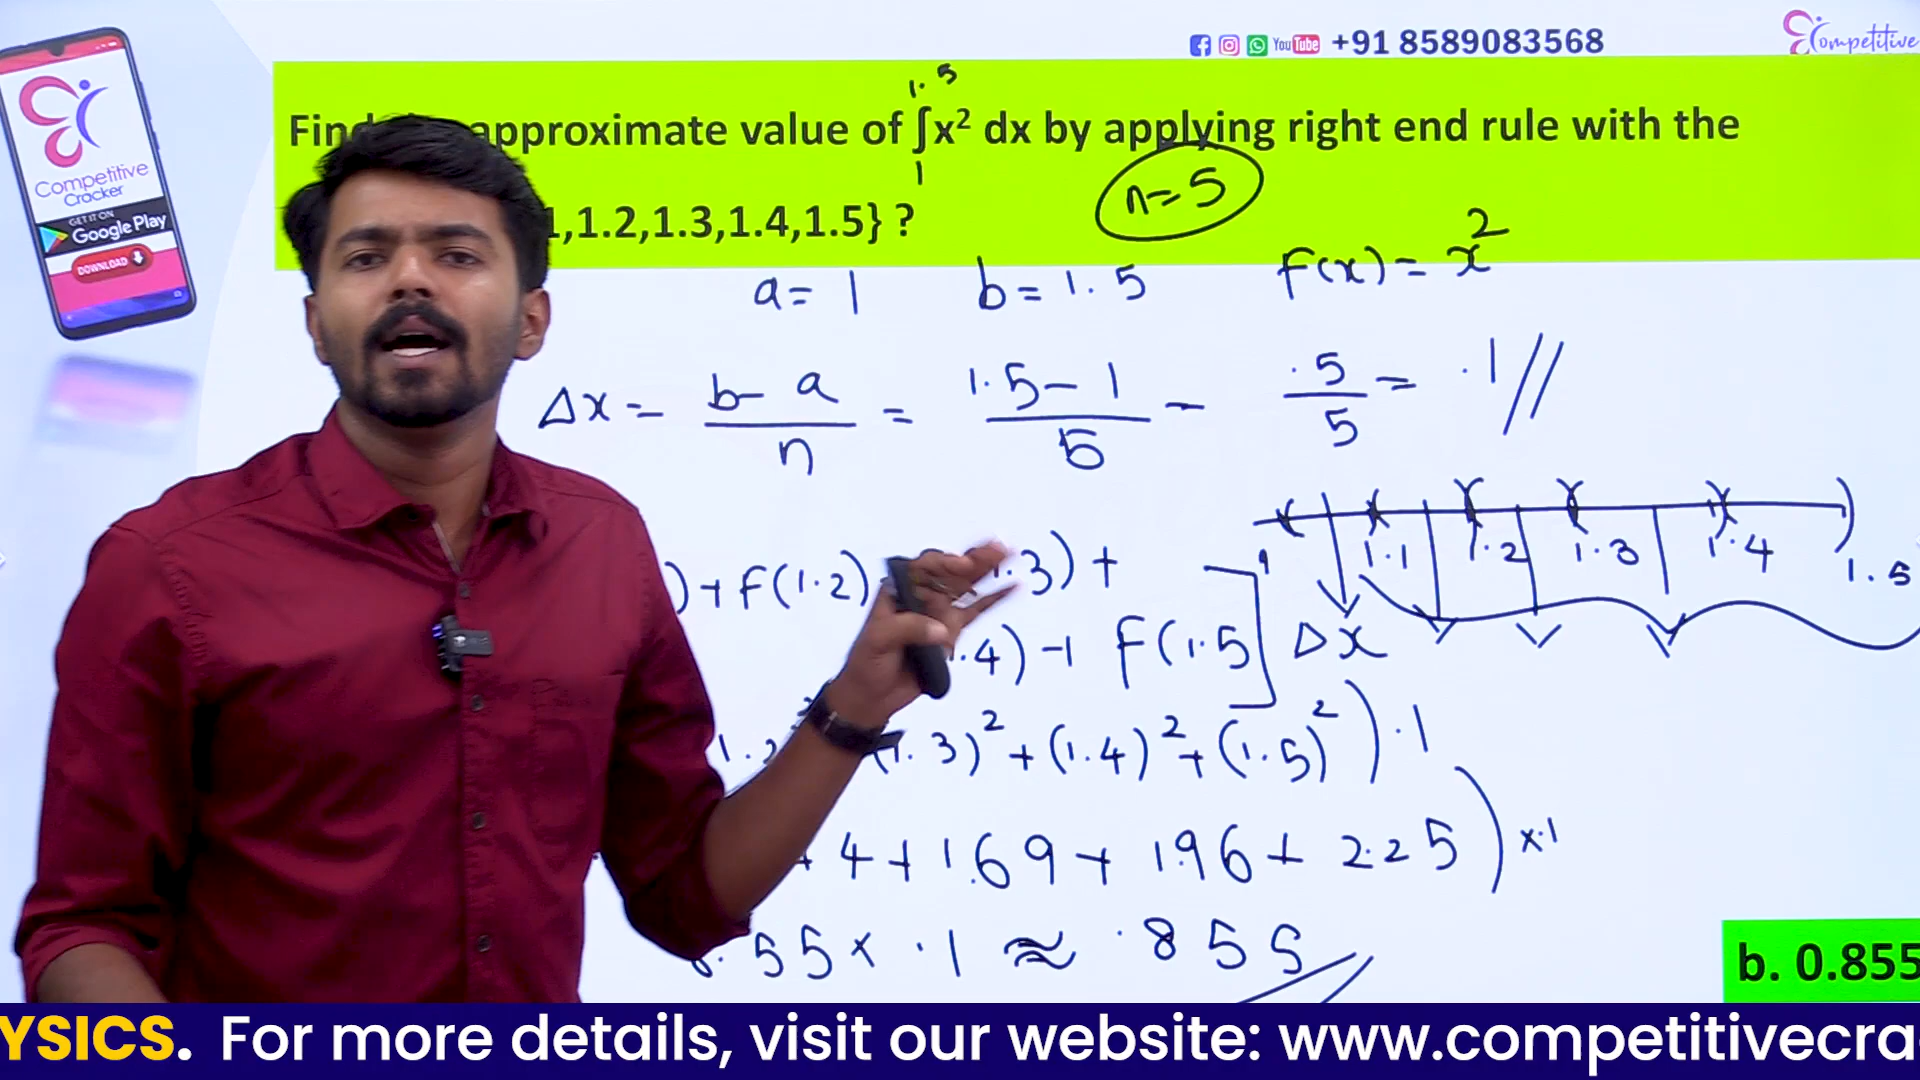 +91 8589083568
Competitive
Competitive
Cracker
GET IT ON
Google Play
DOWNLOAD
YouTube
1.5
approximate value of ∫x² dx by applying right end rule with the
1
n=5
1,1.2,1.3,1.4,1.5} ?
a= 1 b=1.5 f(x)= x²
Δx = b-a/n = 1.5-1/5 - .5/5 = .1//
1.1 1.2 1.3 1.4 1.5
)+f(1.2) .3)+
.4)-1 f(1.5] Δx
.3)²+(1.4)²+(1.5)²).1
4+1.69+1.96+2.25)×.1
.55×.1≈.855
b. 0.855
YSICS. For more details, visit our website: www.competitivecra